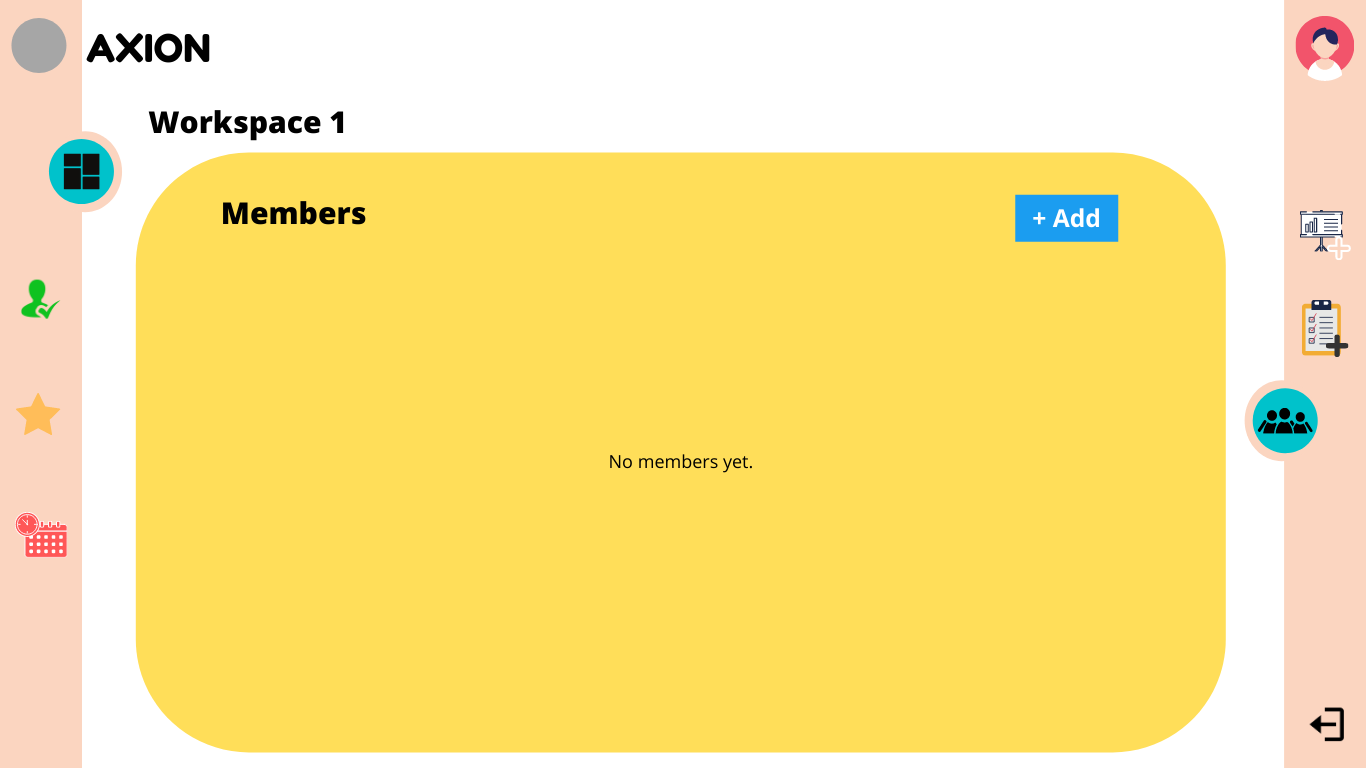 AXION
Workspace 1
Members
+ Add
No members yet.